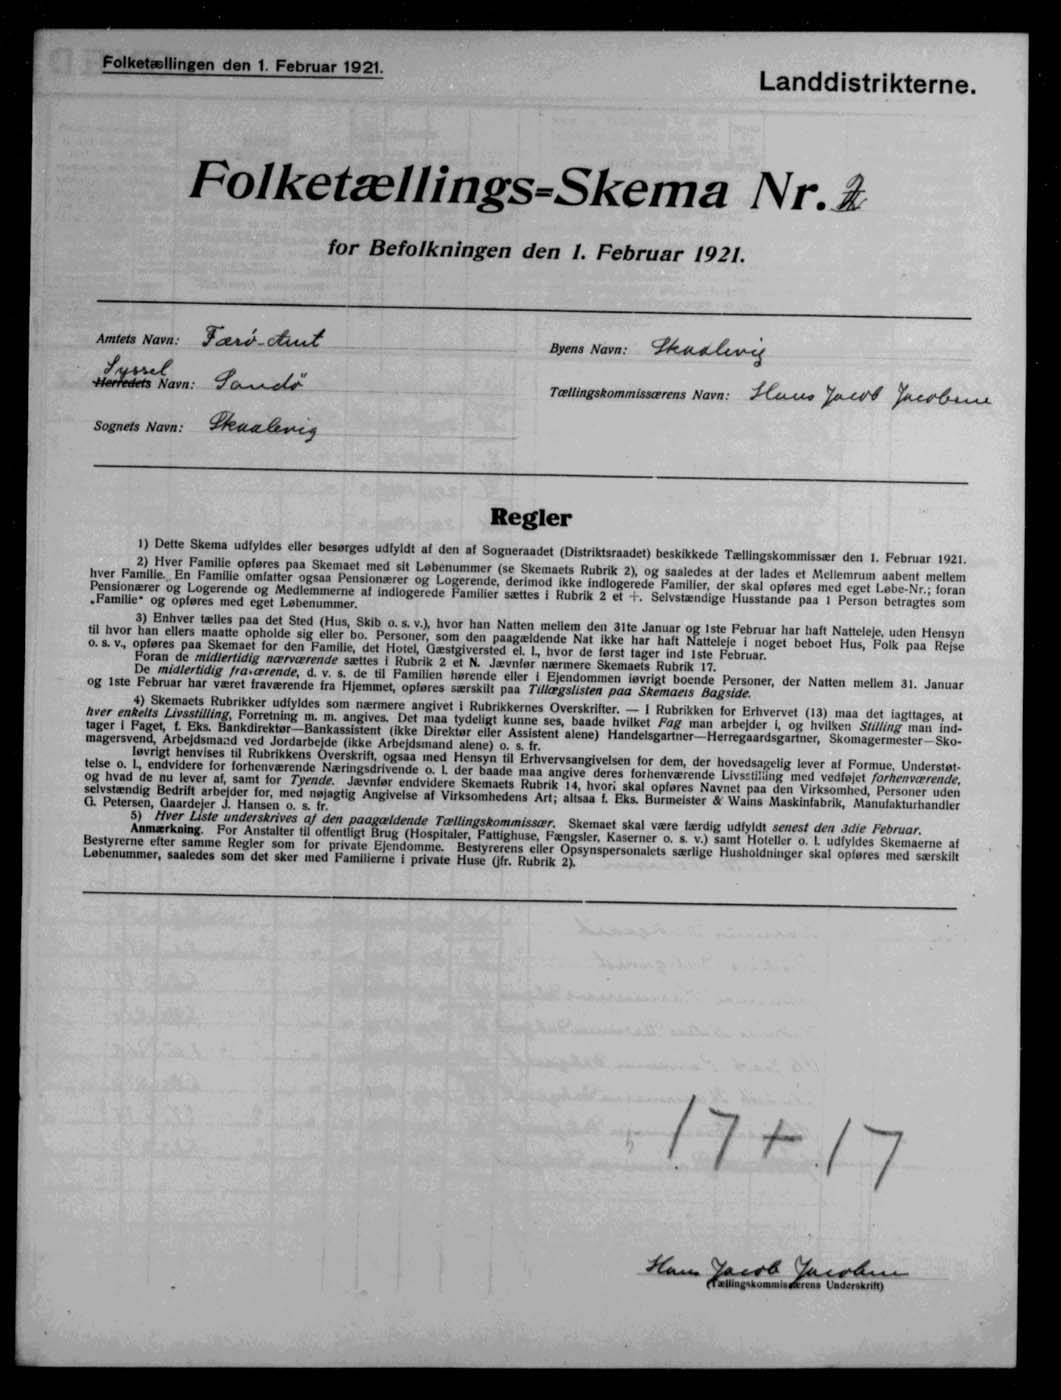 Folketællingen den 1. Februar 1921.
Landdistrikterne.
Folketællings=Skema Nr. 2
for Befolkningen den 1. Februar 1921.
Amtets Navn: Færö-Amt
Byens Navn: Skaalevig
Syssel
Herredets Navn: Sandö
Tællingskommissærens Navn: Hans Jacob Jacobsen
Sognets Navn: Skaalevig
Regler
1) Dette Skema udfyldes eller besørges udfyldt af den af Sogneraadet (Distriktsraadet) beskikkede Tællingskommissær den 1. Februar 1921.
2) Hver Familie opføres paa Skemaet med sit Løbenummer (se Skemaets Rubrik 2), og saaledes at der lades et Mellemrum aabent mellem
hver Familie. En Familie omfatter ogsaa Pensionærer og Logerende, derimod ikke indlogerede Familier, der skal opføres med eget Løbe-Nr.; foran
Pensionærer og Logerende og Medlemmerne af indlogerede Familier sættes i Rubrik 2 et +. Selvstændige Husstande paa 1 Person betragtes som
„Familie“ og opføres med eget Løbenummer.
3) Enhver tælles paa det Sted (Hus, Skib o. s. v.), hvor han Natten mellem den 31te Januar og 1ste Februar har haft Natteleje, uden Hensyn
til hvor han ellers maatte opholde sig eller bo. Personer, som den paagældende Nat ikke har haft Natteleje i noget beboet Hus, Folk paa Rejse
o. s. v., opføres paa Skemaet for den Familie, det Hotel, Gæstgiversted el. l., hvor de først tager ind 1ste Februar.
Foran de midlertidig nærværende sættes i Rubrik 2 et N. Jævnfør nærmere Skemaets Rubrik 17.
De midlertidig fraværende, d. v. s. de til Familien hørende eller i Ejendommen iøvrigt boende Personer, der Natten mellem 31. Januar
og 1ste Februar har været fraværende fra Hjemmet, opføres særskilt paa Tillægslisten paa Skemaets Bagside.
4) Skemaets Rubrikker udfyldes som nærmere angivet i Rubrikkernes Overskrifter. — I Rubrikken for Erhvervet (13) maa det iagttages, at
hver enkelts Livsstilling, Forretning m. m. angives. Det maa tydeligt kunne ses, baade hvilket Fag man arbejder i, og hvilken Stilling man ind-
tager i Faget, f. Eks. Bankdirektør—Bankassistent (ikke Direktør eller Assistent alene) Handelsgartner—Herregaardsgartner, Skomagermester—Sko-
magersvend, Arbejdsmand ved Jordarbejde (ikke Arbejdsmand alene) o. s. fr.
Iøvrigt henvises til Rubrikkens Overskrift, ogsaa med Hensyn til Erhvervsangivelsen for dem, der hovedsagelig lever af Formue, Understøt-
telse o. l., endvidere for forhenværende Næringsdrivende o. l. der baade maa angive deres forhenværende Livsstilling med vedføjet forhenværende,
og hvad de nu lever af, samt for Tyende. Jævnfør endvidere Skemaets Rubrik 14, hvori skal opføres Navnet paa den Virksomhed, Personer uden
selvstændig Bedrift arbejder for, med nøjagtig Angivelse af Virksomhedens Art; altsaa f. Eks. Burmeister & Wains Maskinfabrik, Manufakturhandler
G. Petersen, Gaardejer J. Hansen o. s. fr.
5) Hver Liste underskrives af den paagældende Tællingskommissær. Skemaet skal være færdig udfyldt senest den 3die Februar.
Anmærkning. For Anstalter til offentligt Brug (Hospitaler, Fattighuse, Fængsler, Kaserner o. s. v.) samt Hoteller o. l. udfyldes Skemaerne af
Bestyrerne efter samme Regler som for private Ejendomme. Bestyrerens eller Opsynspersonalets særlige Husholdninger skal opføres med særskilt
Løbenummer, saaledes som det sker med Familierne i private Huse (jfr. Rubrik 2).
17+17
Hans Jacob Jacobsen
(Tællingskommissærens Underskrift)